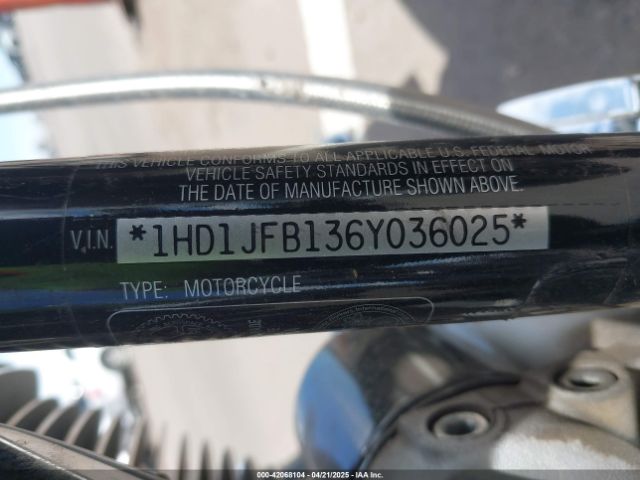 THIS VEHICLE CONFORMS TO ALL APPLICABLE U.S. FEDERAL MOTOR
VEHICLE SAFETY STANDARDS IN EFFECT ON
THE DATE OF MANUFACTURE SHOWN ABOVE.
V.I.N. *1HD1JFB136Y036025*
TYPE: MOTORCYCLE
000-42068104 - 04/21/2025 - IAA Inc.